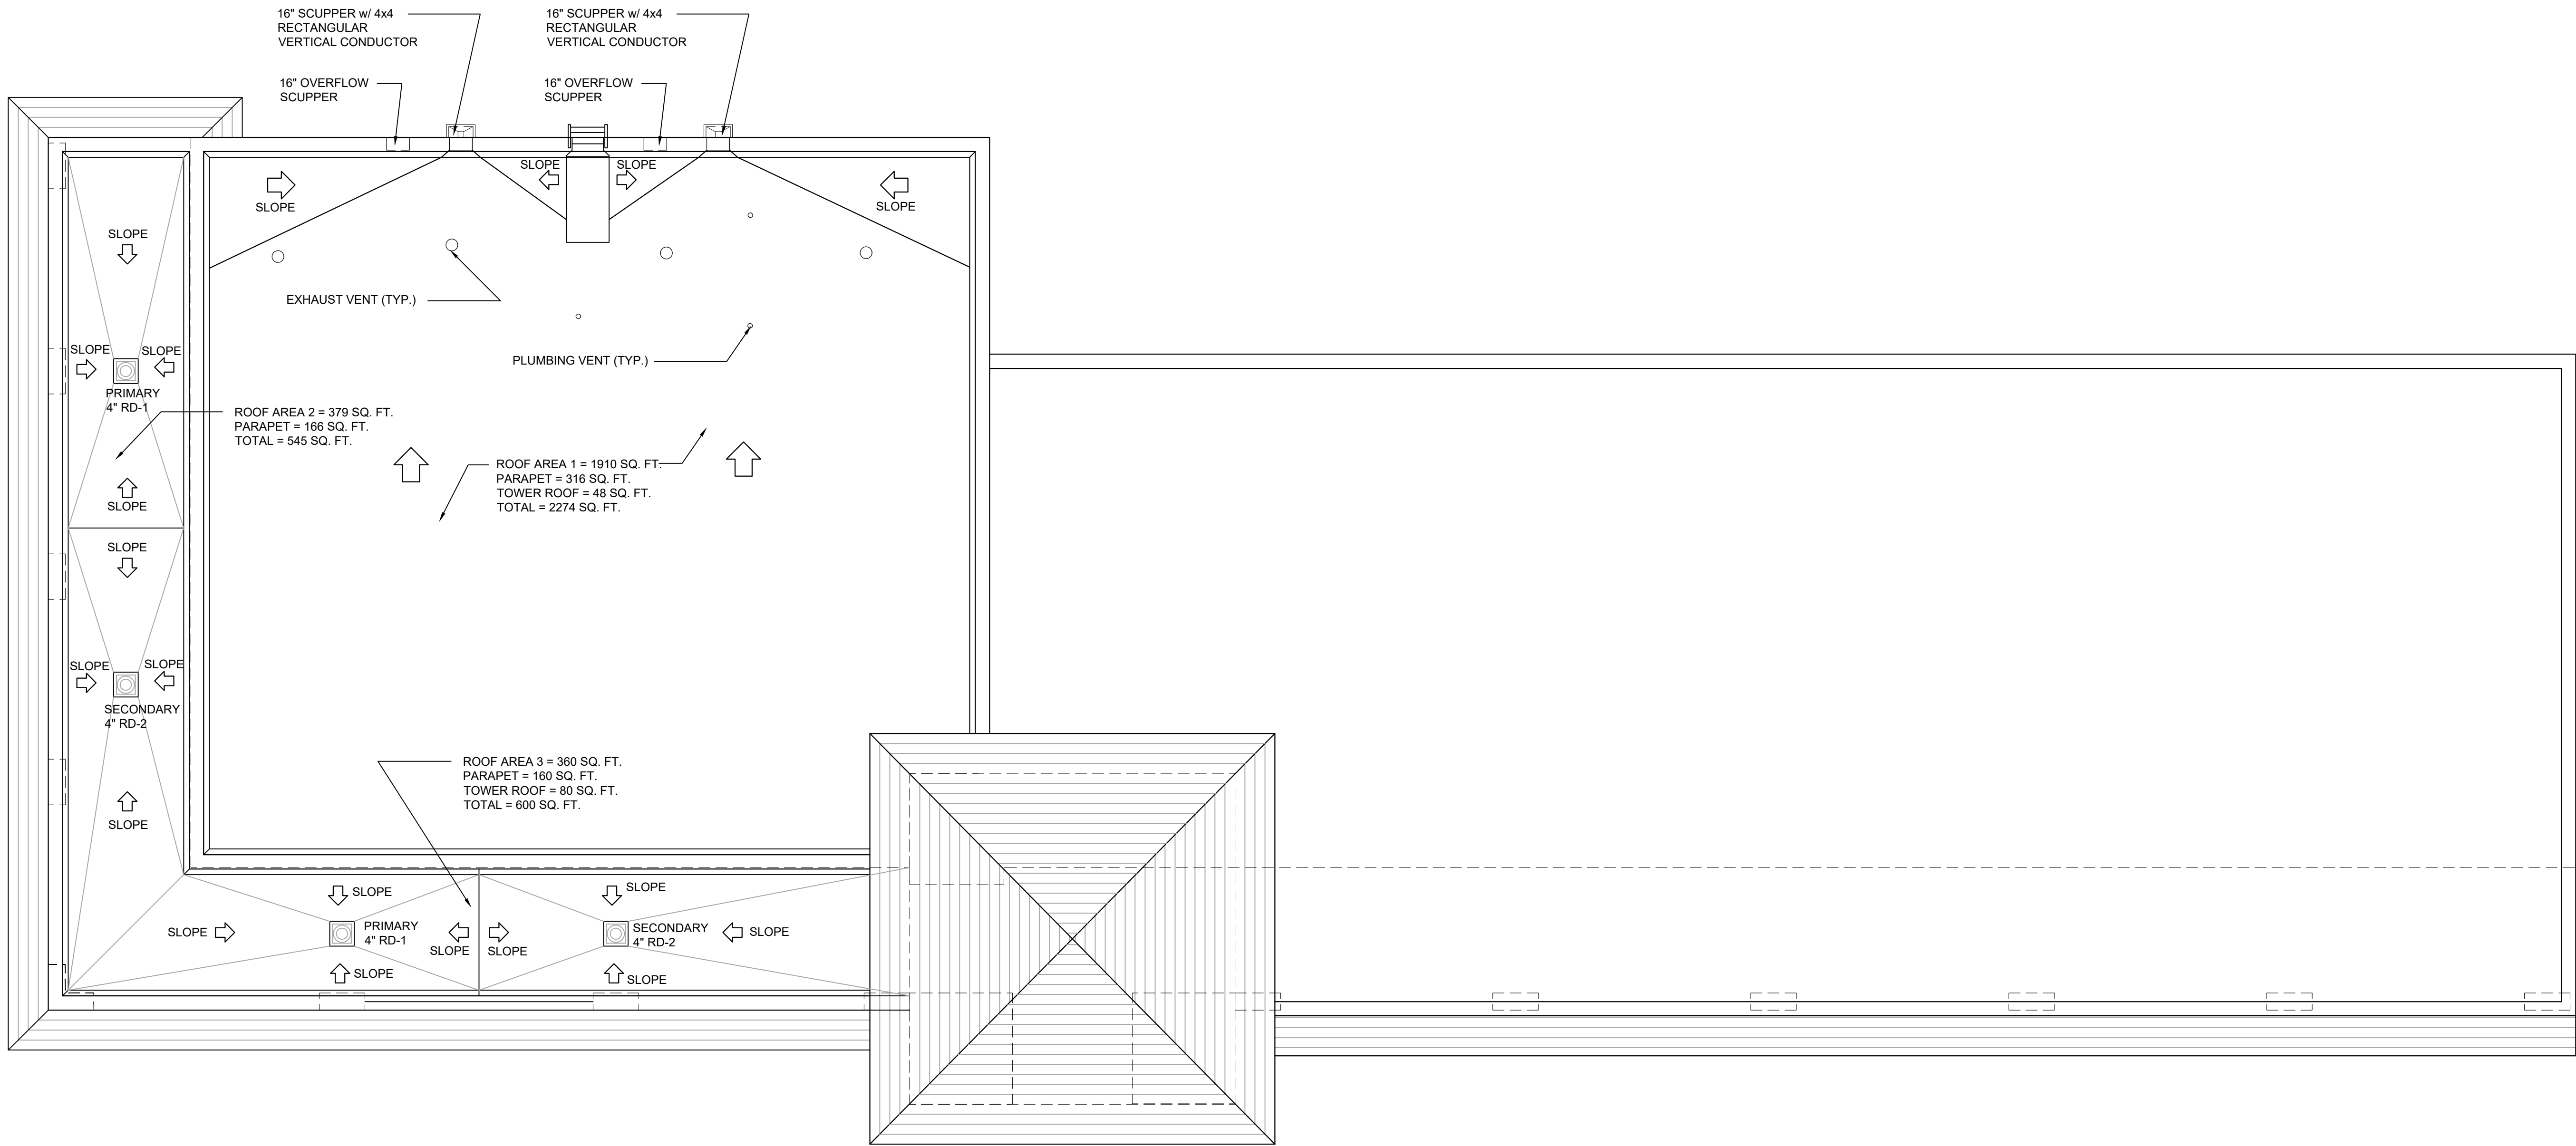 16" SCUPPER w/ 4x4
RECTANGULAR
VERTICAL CONDUCTOR
16" SCUPPER w/ 4x4
RECTANGULAR
VERTICAL CONDUCTOR
16" OVERFLOW
SCUPPER
16" OVERFLOW
SCUPPER
SLOPE
SLOPE
SLOPE
SLOPE
SLOPE
EXHAUST VENT (TYP.)
PLUMBING VENT (TYP.)
SLOPE
SLOPE
PRIMARY
4" RD-1
ROOF AREA 2 = 379 SQ. FT.
PARAPET = 166 SQ. FT.
TOTAL = 545 SQ. FT.
ROOF AREA 1 = 1910 SQ. FT.
PARAPET = 316 SQ. FT.
TOWER ROOF = 48 SQ. FT.
TOTAL = 2274 SQ. FT.
SLOPE
SLOPE
SLOPE
SLOPE
SECONDARY
4" RD-2
ROOF AREA 3 = 360 SQ. FT.
PARAPET = 160 SQ. FT.
TOWER ROOF = 80 SQ. FT.
TOTAL = 600 SQ. FT.
SLOPE
SLOPE
SLOPE
SLOPE
PRIMARY
4" RD-1
SLOPE
SLOPE
SECONDARY
4" RD-2
SLOPE
SLOPE
SLOPE